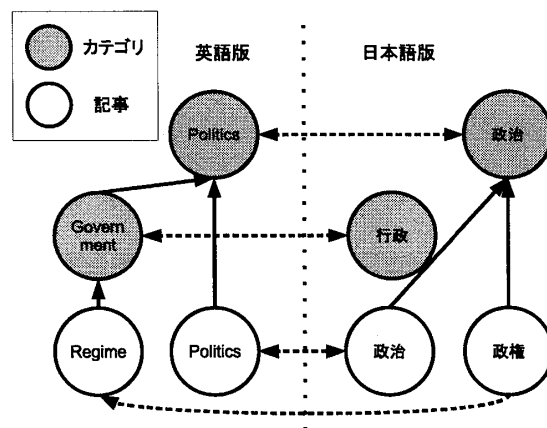 カテゴリ
記事
英語版
日本語版
Politics
政治
Govern
ment
行政
Regime
Politics
政治
政権